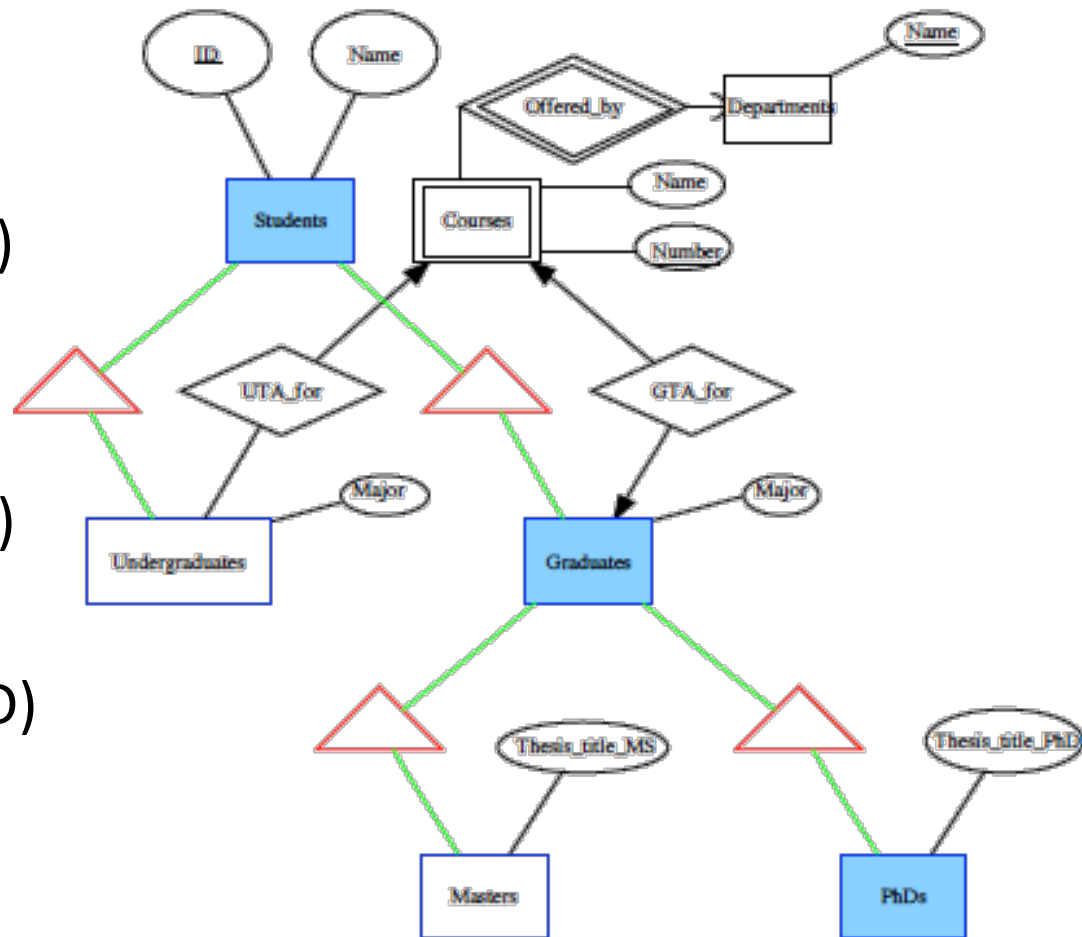 ID
Name
Name
Offered_by
Departments
Name
Students
Courses
)
Number
UTA_for
GTA_for
Major
Major
)
Undergraduates
Graduates
D)
Thesis_title_MS
Thesis_title_PhD
Masters
PhDs